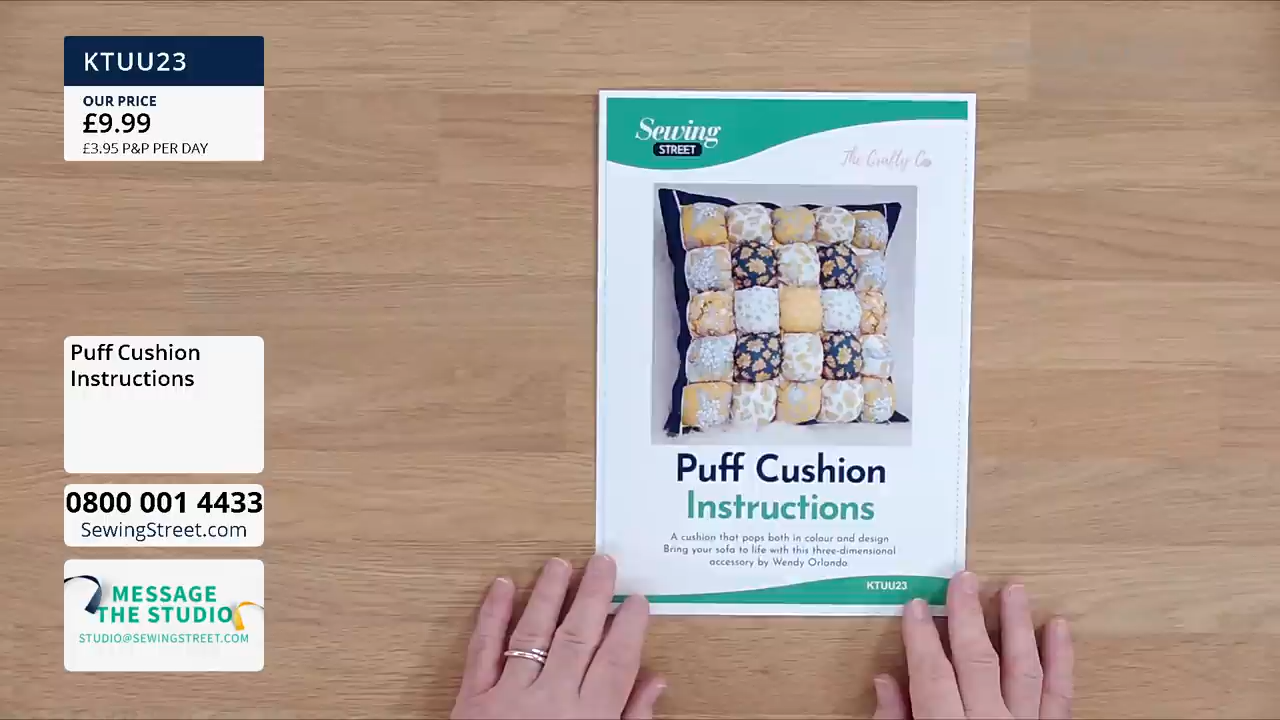 KTUU23
OUR PRICE
£9.99
£3.95 P&P PER DAY
Puff Cushion
Instructions
0800 001 4433
SewingStreet.com
MESSAGE
THE STUDIO
STUDIO@SEWINGSTREET.COM
Sewing
STREET
The Crafty Co
Puff Cushion
Instructions
A cushion that pops both in colour and design
Bring your sofa to life with this three-dimensional
accessory by Wendy Orlando.
KTUU23